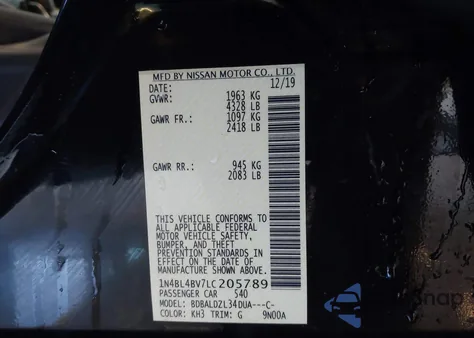 MFD BY NISSAN MOTOR CO., LTD.
DATE: 12/19
GVWR: 1963 KG
4328 LB
GAWR FR.: 1097 KG
2418 LB
GAWR RR.: 945 KG
2083 LB
THIS VEHICLE CONFORMS TO
ALL APPLICABLE FEDERAL
MOTOR VEHICLE SAFETY,
BUMPER, AND THEFT
PREVENTION STANDARDS IN
EFFECT ON THE DATE OF
MANUFACTURE SHOWN ABOVE.
1N4BL4BV7LC205789
PASSENGER CAR 540
MODEL: BDBALDZL34DUA---C-
COLOR: KH3 TRIM: G 9N00A
Snap